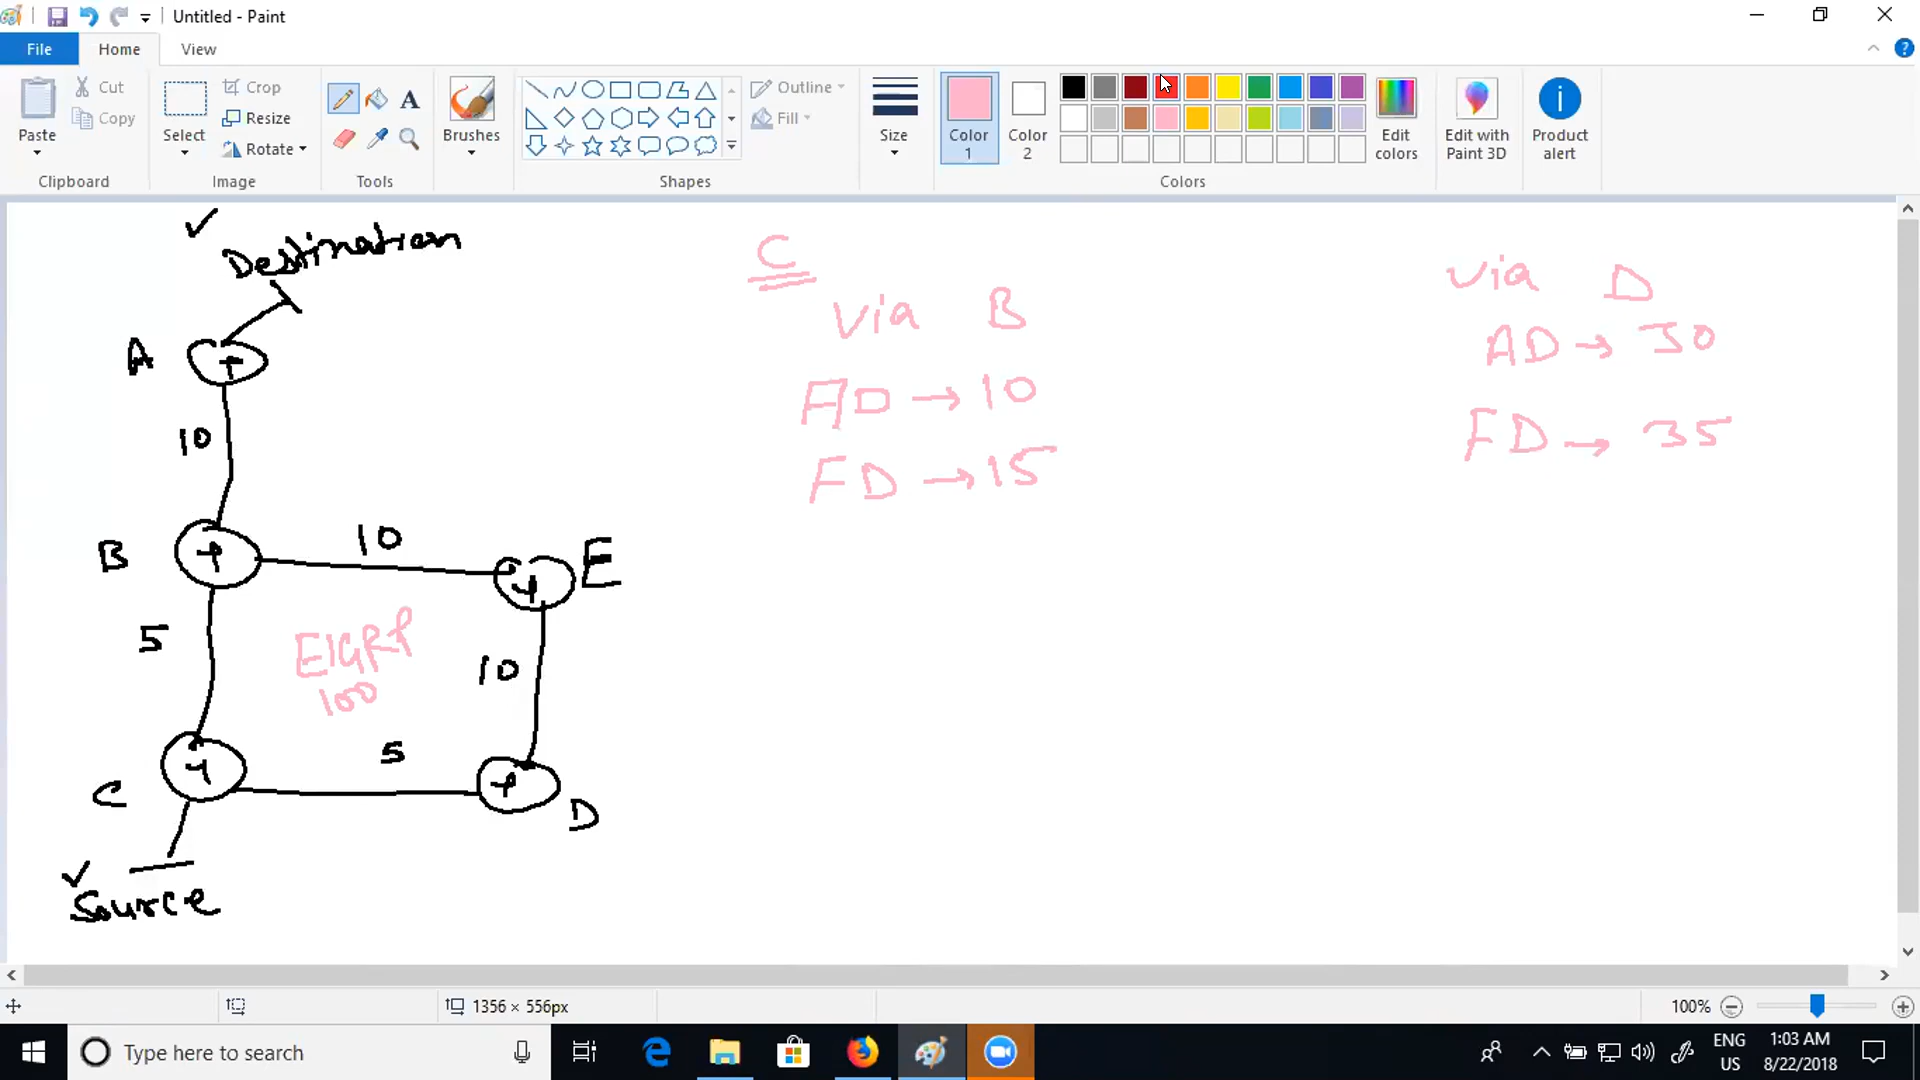 Untitled - Paint
File Home View
Paste
Cut
Copy
Clipboard
Select
Crop
Resize
Rotate
Image
Tools
Brushes
Shapes
Outline
Fill
Size
Color 1
Color 2
Edit colors
Colors
Edit with Paint 3D
Product alert
✓
Destination
A
10
B
10
E
5
EIGRP
100
10
5
C
D
✓
Source
C
Via B
AD → 10
FD → 15
Via D
AD → 30
FD → 35
1356 × 556px
100%
Type here to search
ENG
US
1:03 AM
8/22/2018